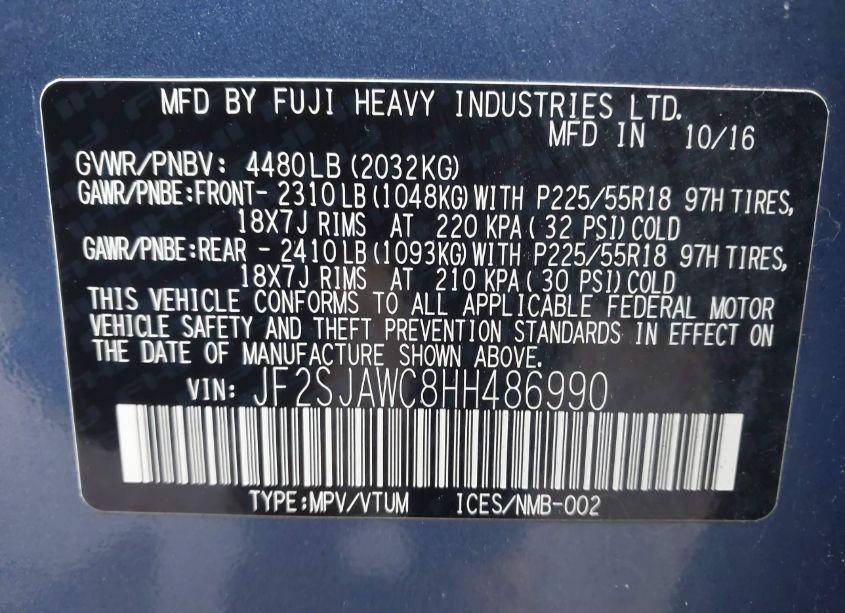 MFD BY FUJI HEAVY INDUSTRIES LTD.
MFD IN 10/16
GVWR/PNBV: 4480LB (2032KG)
GAWR/PNBE:FRONT- 2310LB (1048KG) WITH P225/55R18 97H TIRES,
18X7J RIMS AT 220 KPA( 32 PSI)COLD
GAWR/PNBE:REAR - 2410LB (1093KG) WITH P225/55R18 97H TIRES,
18X7J RIMS AT 210 KPA( 30 PSI)COLD
THIS VEHICLE CONFORMS TO ALL APPLICABLE FEDERAL MOTOR
VEHICLE SAFETY AND THEFT PREVENTION STANDARDS IN EFFECT ON
THE DATE OF MANUFACTURE SHOWN ABOVE.
VIN: JF2SJAWC8HH486990
TYPE:MPV/VTUM ICES/NMB-002